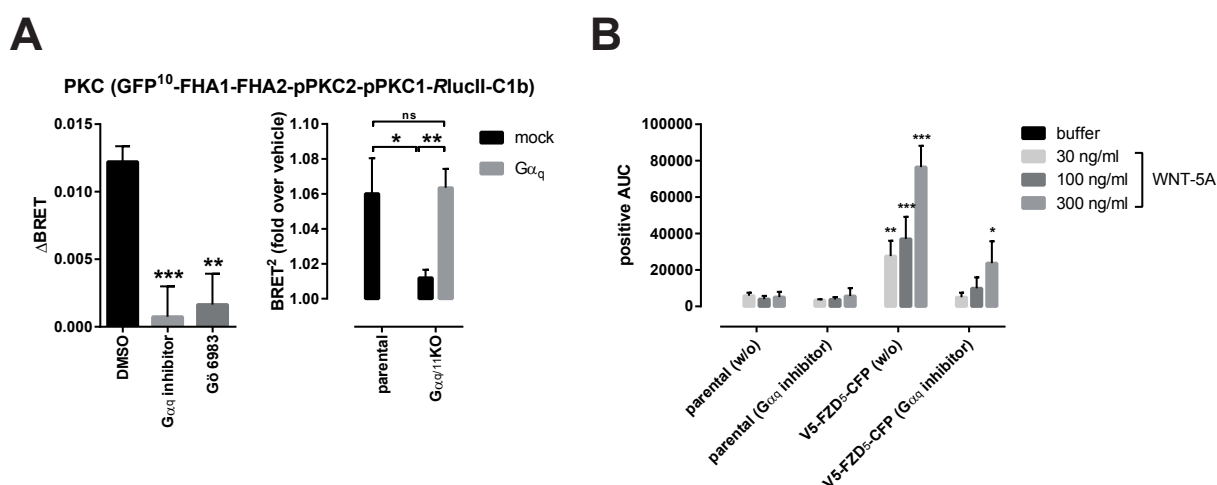 A
B
PKC (GFP¹⁰-FHA1-FHA2-pPKC2-pPKC1-RlucII-C1b)
0.015
0.010
0.005
0.000
ΔBRET
***
**
DMSO
Gαq inhibitor
Gö 6983
1.10
1.08
1.06
1.04
1.02
1.00
BRET² (fold over vehicle)
ns
*
**
mock
Gαq
parental
Gαq/11KO
100000
80000
60000
40000
20000
0
positive AUC
**
***
***
*
buffer
30 ng/ml
100 ng/ml
300 ng/ml
WNT-5A
parental (w/o)
parental (Gαq inhibitor)
V5-FZD₅-CFP (w/o)
V5-FZD₅-CFP (Gαq inhibitor)